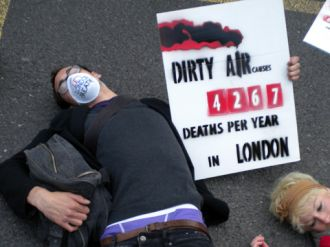 DIRTY AIR CAUSES
4267
DEATHS PER YEAR
IN LONDON